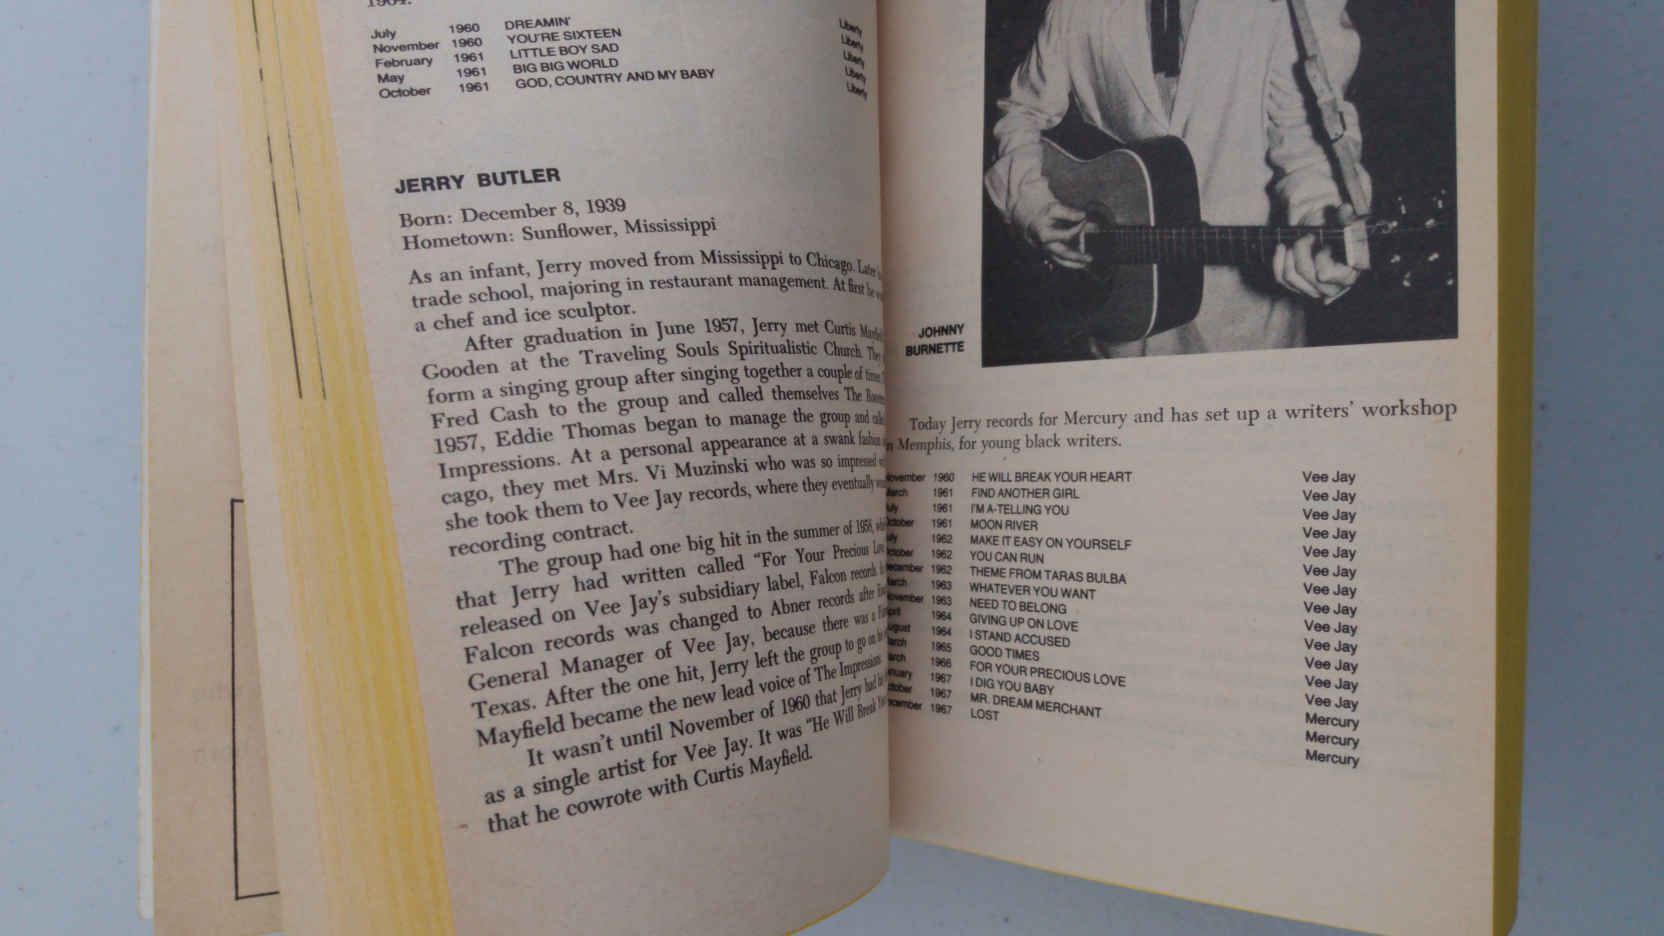 1964.
July 1960 DREAMIN' Liberty
November 1960 YOU'RE SIXTEEN Liberty
February 1961 LITTLE BOY SAD Liberty
May 1961 BIG BIG WORLD Liberty
October 1961 GOD, COUNTRY AND MY BABY Liberty
JERRY BUTLER
Born: December 8, 1939
Hometown: Sunflower, Mississippi
As an infant, Jerry moved from Mississippi to Chicago. Later
trade school, majoring in restaurant management. At first he
a chef and ice sculptor.
After graduation in June 1957, Jerry met Curtis
Gooden at the Traveling Souls Spiritualistic Church. They
form a singing group after singing together a couple of times.
Fred Cash to the group and called themselves The
1957, Eddie Thomas began to manage the group and
Impressions. At a personal appearance at a swank fashion
cago, they met Mrs. Vi Muzinski who was so impressed
she took them to Vee Jay records, where they eventually
recording contract.
The group had one big hit in the summer of 1958,
that Jerry had written called "For Your Precious
released on Vee Jay's subsidiary label, Falcon records
Falcon records was changed to Abner records after
General Manager of Vee Jay, because there was a
Texas. After the one hit, Jerry left the group to go on
Mayfield became the new lead voice of The Impressions
It wasn't until November of 1960 that Jerry had
as a single artist for Vee Jay. It was "He Will Break
that he cowrote with Curtis Mayfield.
JOHNNY
BURNETTE
Today Jerry records for Mercury and has set up a writers' workshop
Memphis, for young black writers.
1960 HE WILL BREAK YOUR HEART Vee Jay
1961 FIND ANOTHER GIRL Vee Jay
1961 I'M A-TELLING YOU Vee Jay
1961 MOON RIVER Vee Jay
1962 MAKE IT EASY ON YOURSELF Vee Jay
1962 YOU CAN RUN Vee Jay
1962 THEME FROM TARAS BULBA Vee Jay
1963 WHATEVER YOU WANT Vee Jay
1963 NEED TO BELONG Vee Jay
1964 GIVING UP ON LOVE Vee Jay
1964 I STAND ACCUSED Vee Jay
1965 GOOD TIMES Vee Jay
1966 FOR YOUR PRECIOUS LOVE Vee Jay
1967 I DIG YOU BABY Mercury
1967 MR. DREAM MERCHANT Mercury
1967 LOST Mercury